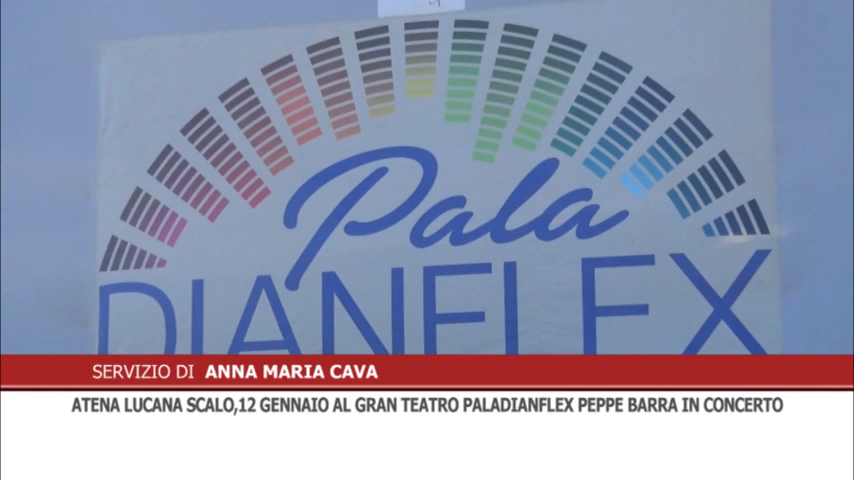 Pala
DIANFLEX
SERVIZIO DI ANNA MARIA CAVA
ATENA LUCANA SCALO,12 GENNAIO AL GRAN TEATRO PALADIANFLEX PEPPE BARRA IN CONCERTO